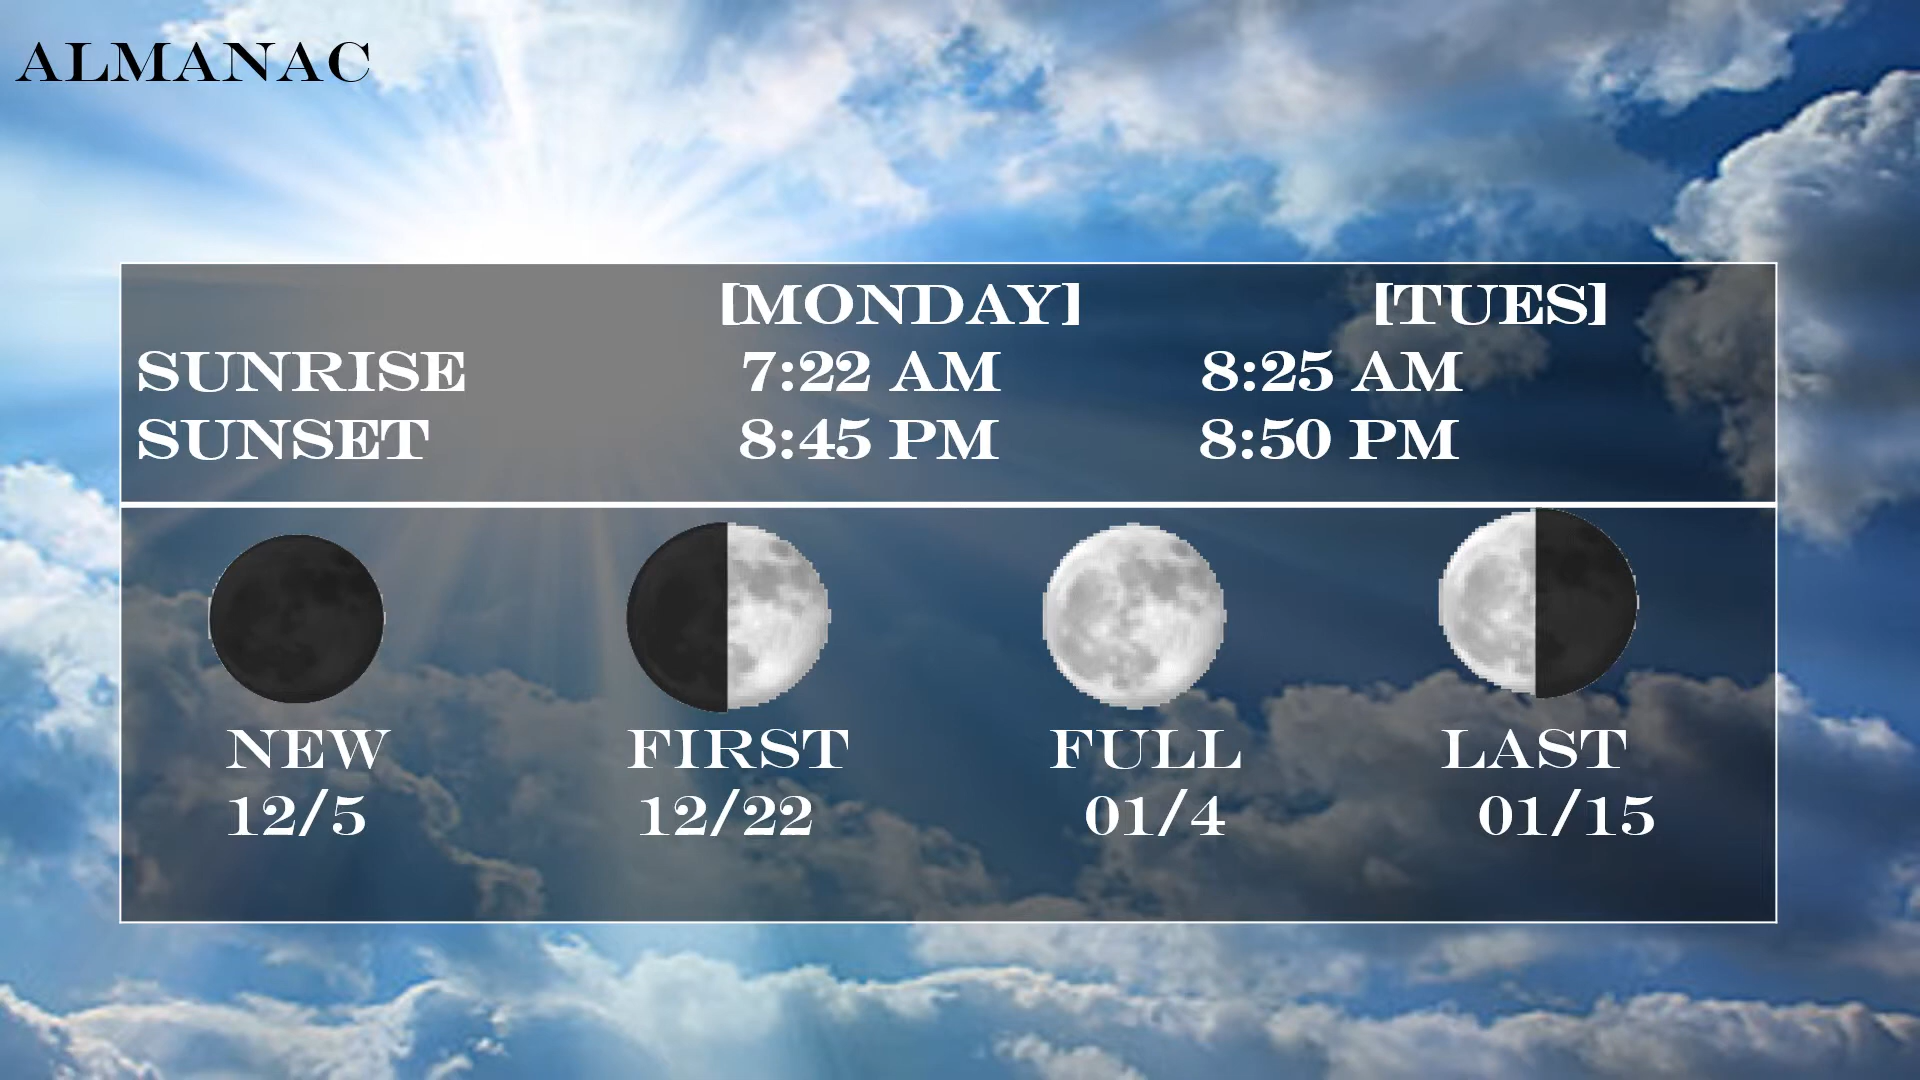 ALMANAC
[MONDAY] [TUES]
SUNRISE 7:22 AM 8:25 AM
SUNSET 8:45 PM 8:50 PM
NEW FIRST FULL LAST
12/5 12/22 01/4 01/15